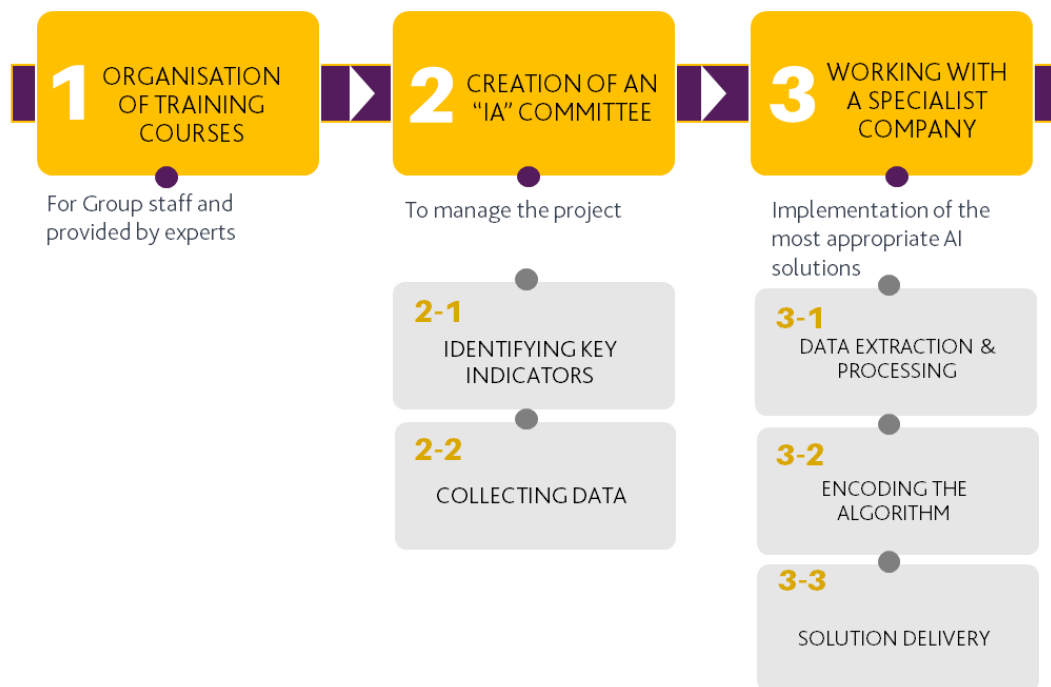 1
ORGANISATION
OF TRAINING
COURSES
For Group staff and
provided by experts
2
CREATION OF AN
“IA” COMMITTEE
To manage the project
2-1
IDENTIFYING KEY
INDICATORS
2-2
COLLECTING DATA
3
WORKING WITH
A SPECIALIST
COMPANY
Implementation of the
most appropriate AI
solutions
3-1
DATA EXTRACTION &
PROCESSING
3-2
ENCODING THE
ALGORITHM
3-3
SOLUTION DELIVERY